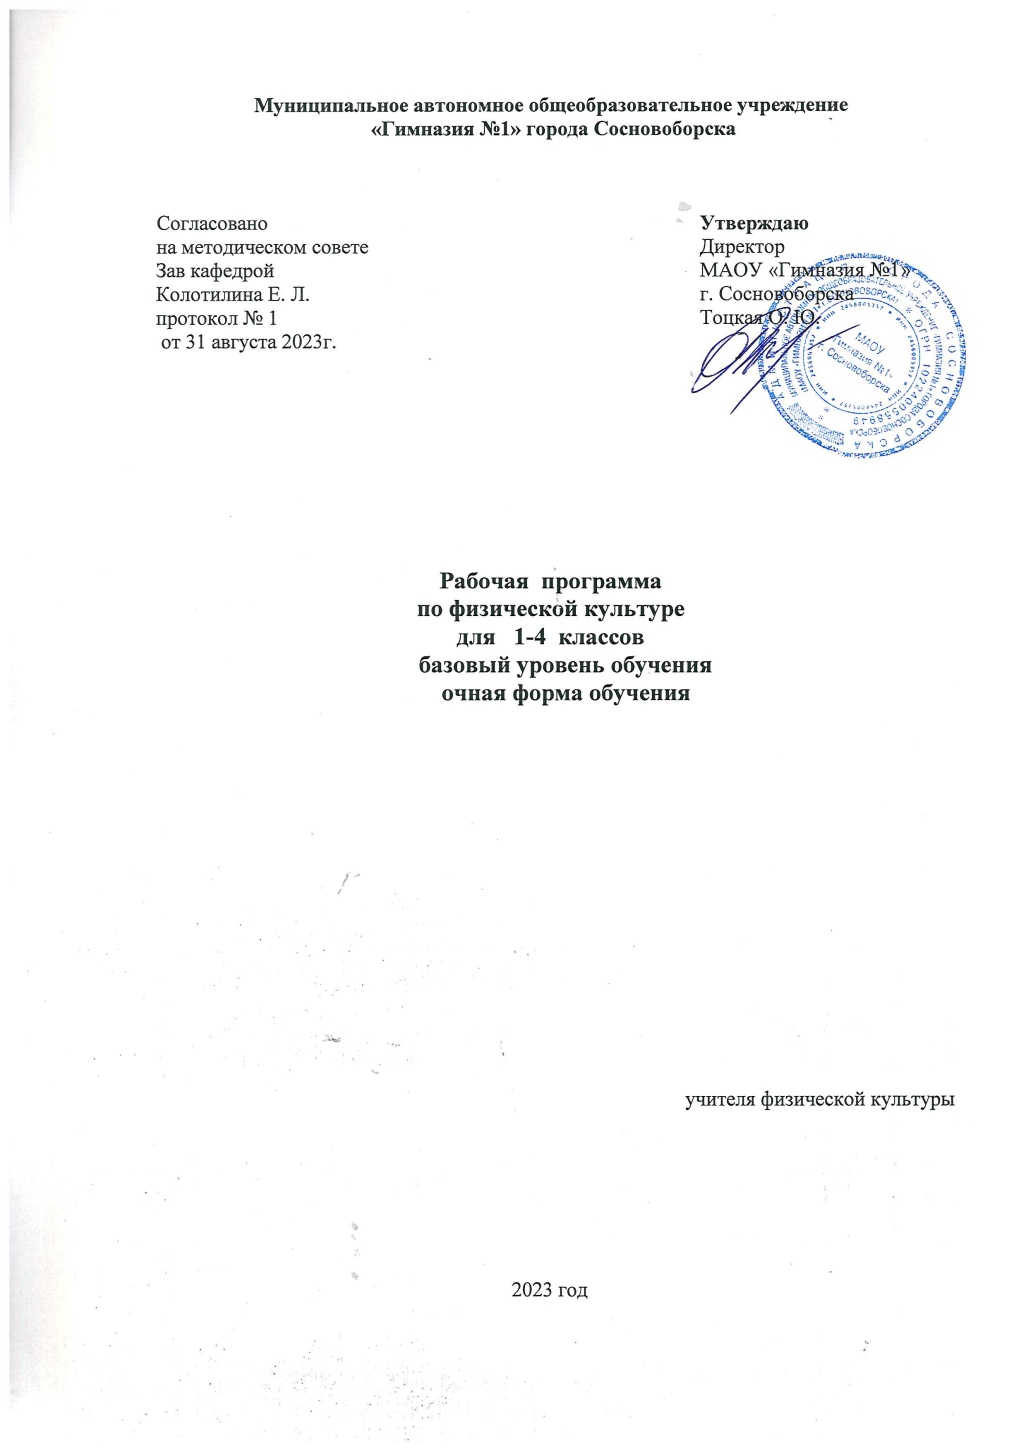 Муниципальное автономное общеобразовательное учреждение
«Гимназия №1» города Сосновоборска
Согласовано
на методическом совете
Зав кафедрой
Колотилина Е. Л.
протокол № 1
от 31 августа 2023г.
Утверждаю
Директор
МАОУ «Гимназия №1»
г. Сосновоборска
Тоцкая О. Ю.
МАОУ
"Гимназия №1"
г. Сосновоборска
Рабочая программа
по физической культуре
для 1-4 классов
базовый уровень обучения
очная форма обучения
учителя физической культуры
2023 год